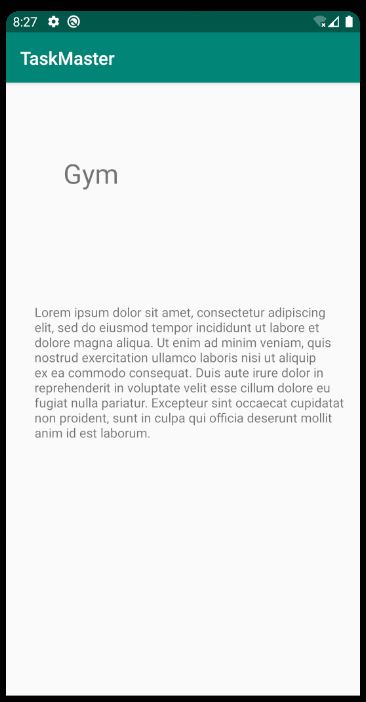 8:27
TaskMaster
Gym
Lorem ipsum dolor sit amet, consectetur adipiscing
elit, sed do eiusmod tempor incididunt ut labore et
dolore magna aliqua. Ut enim ad minim veniam, quis
nostrud exercitation ullamco laboris nisi ut aliquip
ex ea commodo consequat. Duis aute irure dolor in
reprehenderit in voluptate velit esse cillum dolore eu
fugiat nulla pariatur. Excepteur sint occaecat cupidatat
non proident, sunt in culpa qui officia deserunt mollit
anim id est laborum.